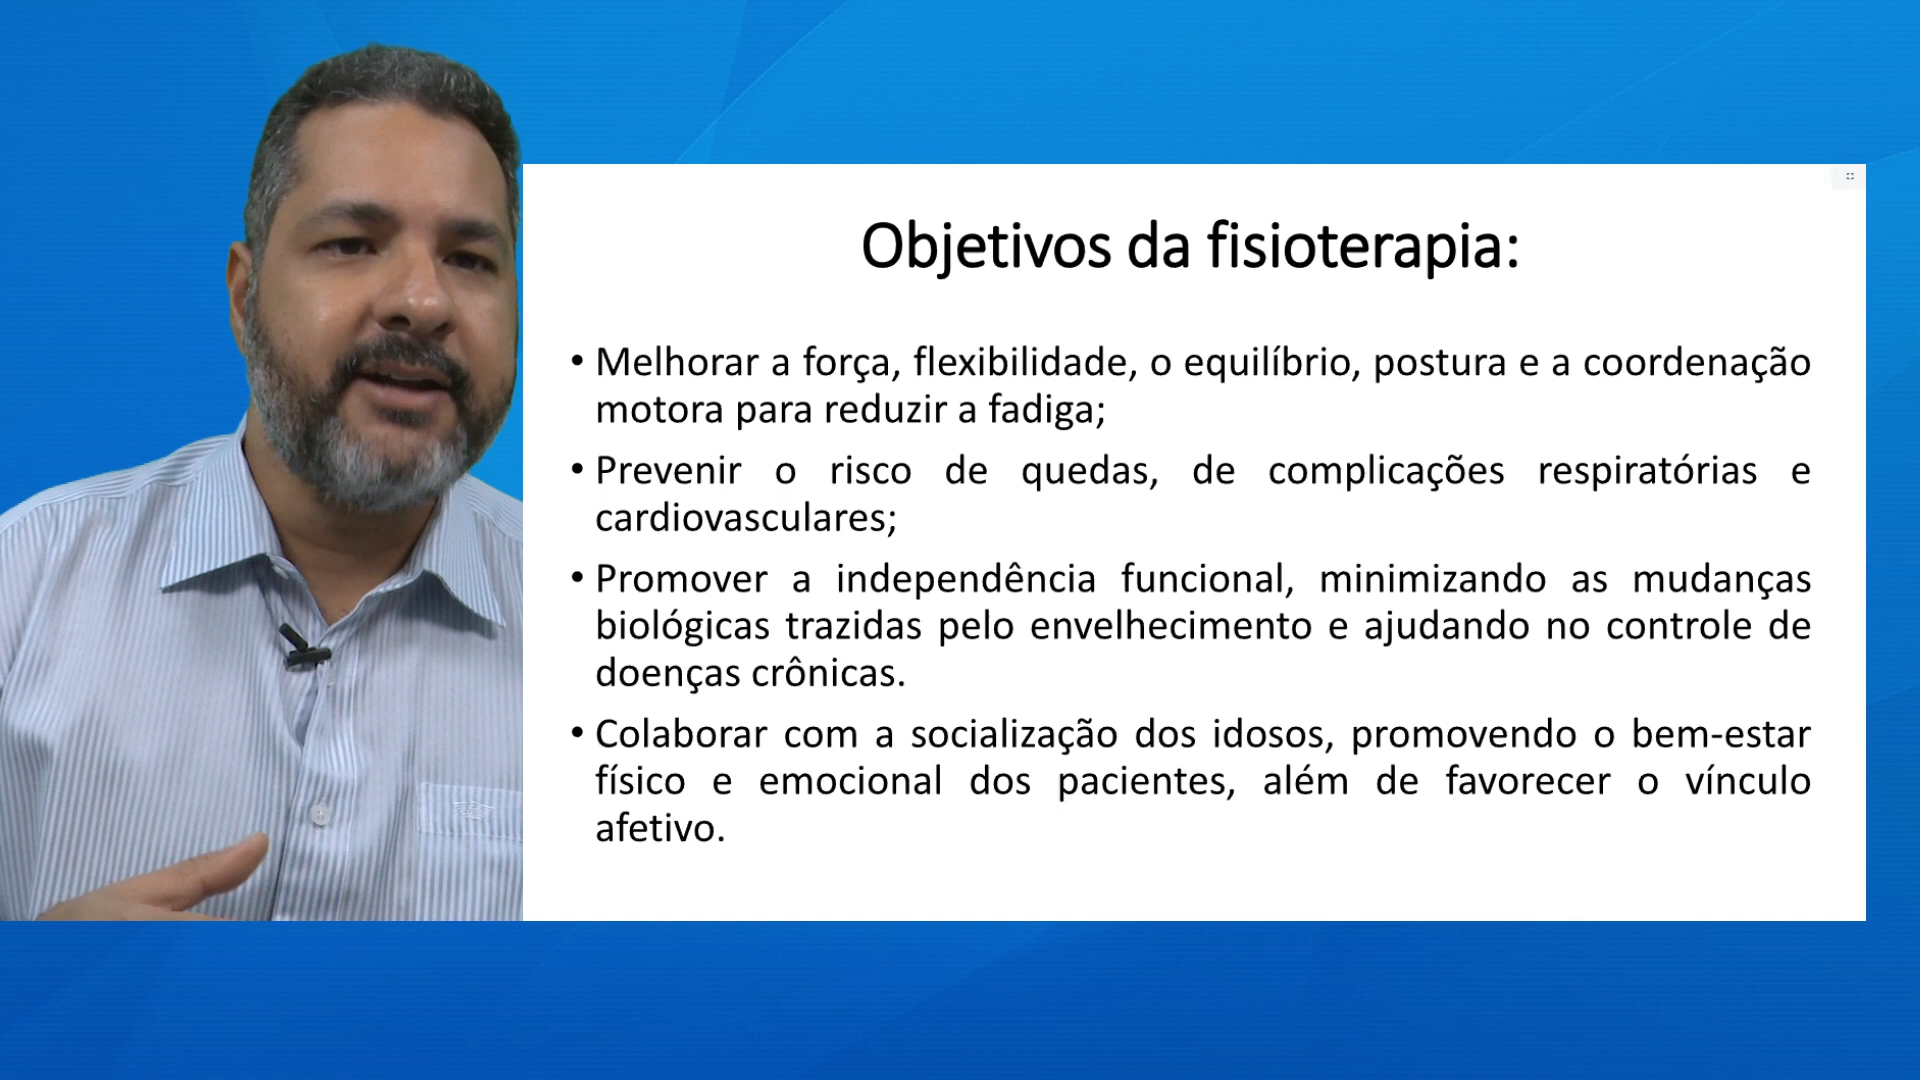 Objetivos da fisioterapia:
• Melhorar a força, flexibilidade, o equilíbrio, postura e a coordenação
motora para reduzir a fadiga;
• Prevenir o risco de quedas, de complicações respiratórias e
cardiovasculares;
• Promover a independência funcional, minimizando as mudanças
biológicas trazidas pelo envelhecimento e ajudando no controle de
doenças crônicas.
• Colaborar com a socialização dos idosos, promovendo o bem-estar
físico e emocional dos pacientes, além de favorecer o vínculo
afetivo.